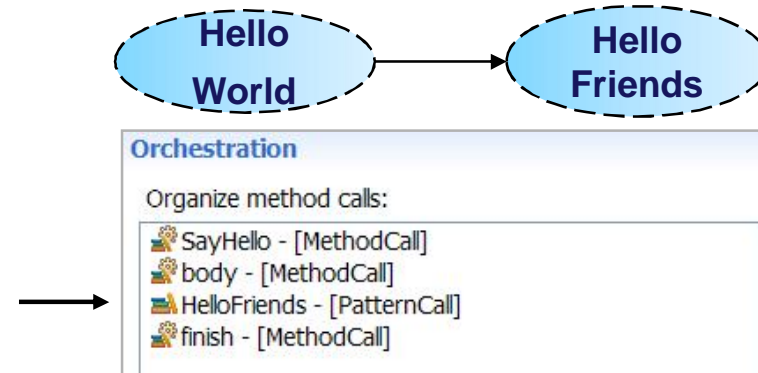 Hello
World
Hello
Friends
Orchestration
Organize method calls:
SayHello - [MethodCall]
body - [MethodCall]
HelloFriends - [PatternCall]
finish - [MethodCall]